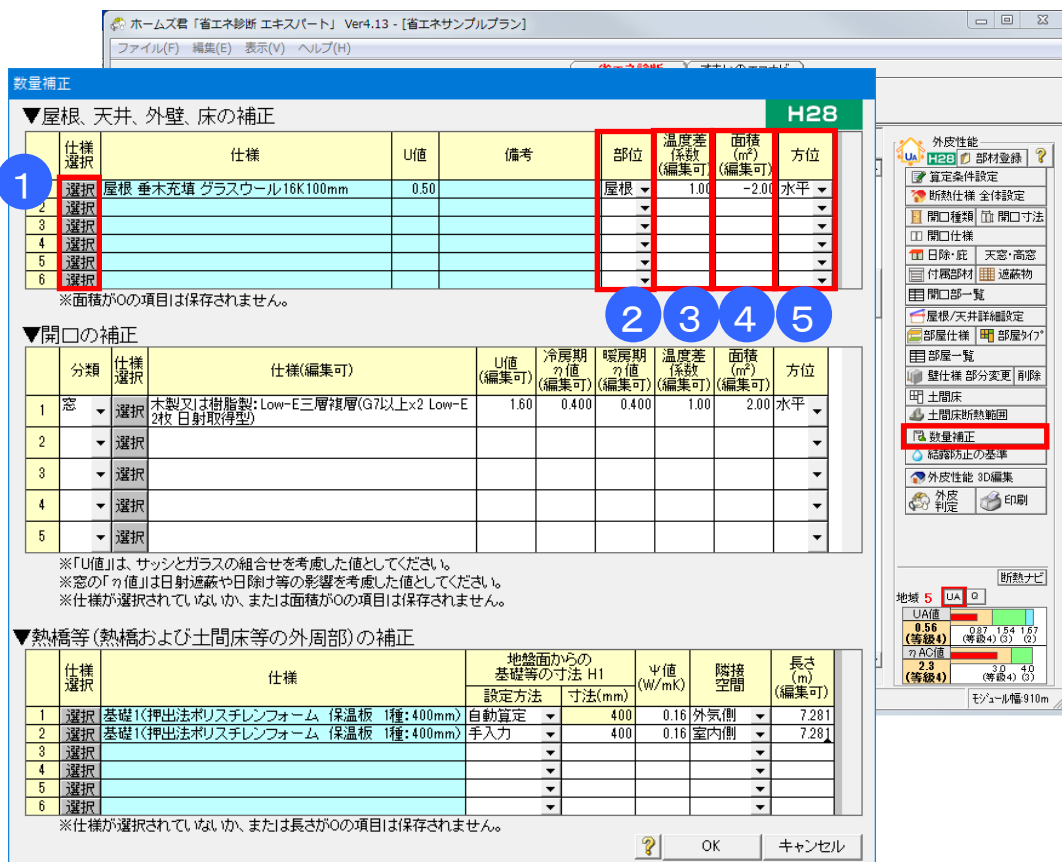 ホームズ君「省エネ診断 エキスパート」 Ver4.13 - [省エネサンプルプラン]
ファイル(F) 編集(E) 表示(V) ヘルプ(H)
数量補正
▼屋根、天井、外壁、床の補正
H28
仕様選択 仕様 U値 備考 部位 温度差係数(編集可) 面積(m²)(編集可) 方位
1
選択 屋根 垂木充填 グラスウール16K100mm 0.50 屋根 1.00 -2.00 水平
2 選択
3 選択
4 選択
5 選択
6 選択
※面積が0の項目は保存されません。
2 3 4 5
▼開口の補正
分類 仕様選択 仕様(編集可) U値(編集可) 冷房期η値(編集可) 暖房期η値(編集可) 温度差係数(編集可) 面積(m²)(編集可) 方位
1 窓 選択 木製又は樹脂製:Low-E三層複層(G7以上x2 Low-E2枚 日射取得型) 1.60 0.400 0.400 1.00 2.00 水平
2 選択
3 選択
4 選択
5 選択
※「U値」は、サッシとガラスの組合せを考慮した値としてください。
※窓の「η値」は日射遮蔽や日除け等の影響を考慮した値としてください。
※仕様が選択されていないか、または面積が0の項目は保存されません。
▼熱橋等(熱橋および土間床等の外周部)の補正
仕様選択 仕様 地盤面からの基礎等の寸法 H1 設定方法 寸法(mm) Ψ値(W/mK) 隣接空間 長さ(m)(編集可)
1 選択 基礎1(押出法ポリスチレンフォーム 保温板 1種:400mm) 自動算定 400 0.16 外気側 7.281
2 選択 基礎1(押出法ポリスチレンフォーム 保温板 1種:400mm) 手入力 400 0.16 室内側 7.281
3 選択
4 選択
5 選択
6 選択
※仕様が選択されていないか、または長さが0の項目は保存されません。
? OK キャンセル
外皮性能
UA H28 部材登録 ?
算定条件設定
断熱仕様 全体設定
開口種類 開口寸法
開口仕様
日除・庇 天窓・高窓
付属部材 遮蔽物
開口部一覧
屋根/天井詳細設定
部屋仕様 部屋タイプ
部屋一覧
壁仕様 部分変更 削除
土間床
土間床断熱範囲
数量補正
結露防止の基準
外皮性能 3D編集
外皮判定 印刷
断熱ナビ
地域 5 UA Q
UA値
0.56 (等級4) 0.87 1.54 1.67
(等級4) (3) (2)
ηAC値
2.3 (等級4) 3.0 4.0
(等級4) (3)
モジュール幅:910m